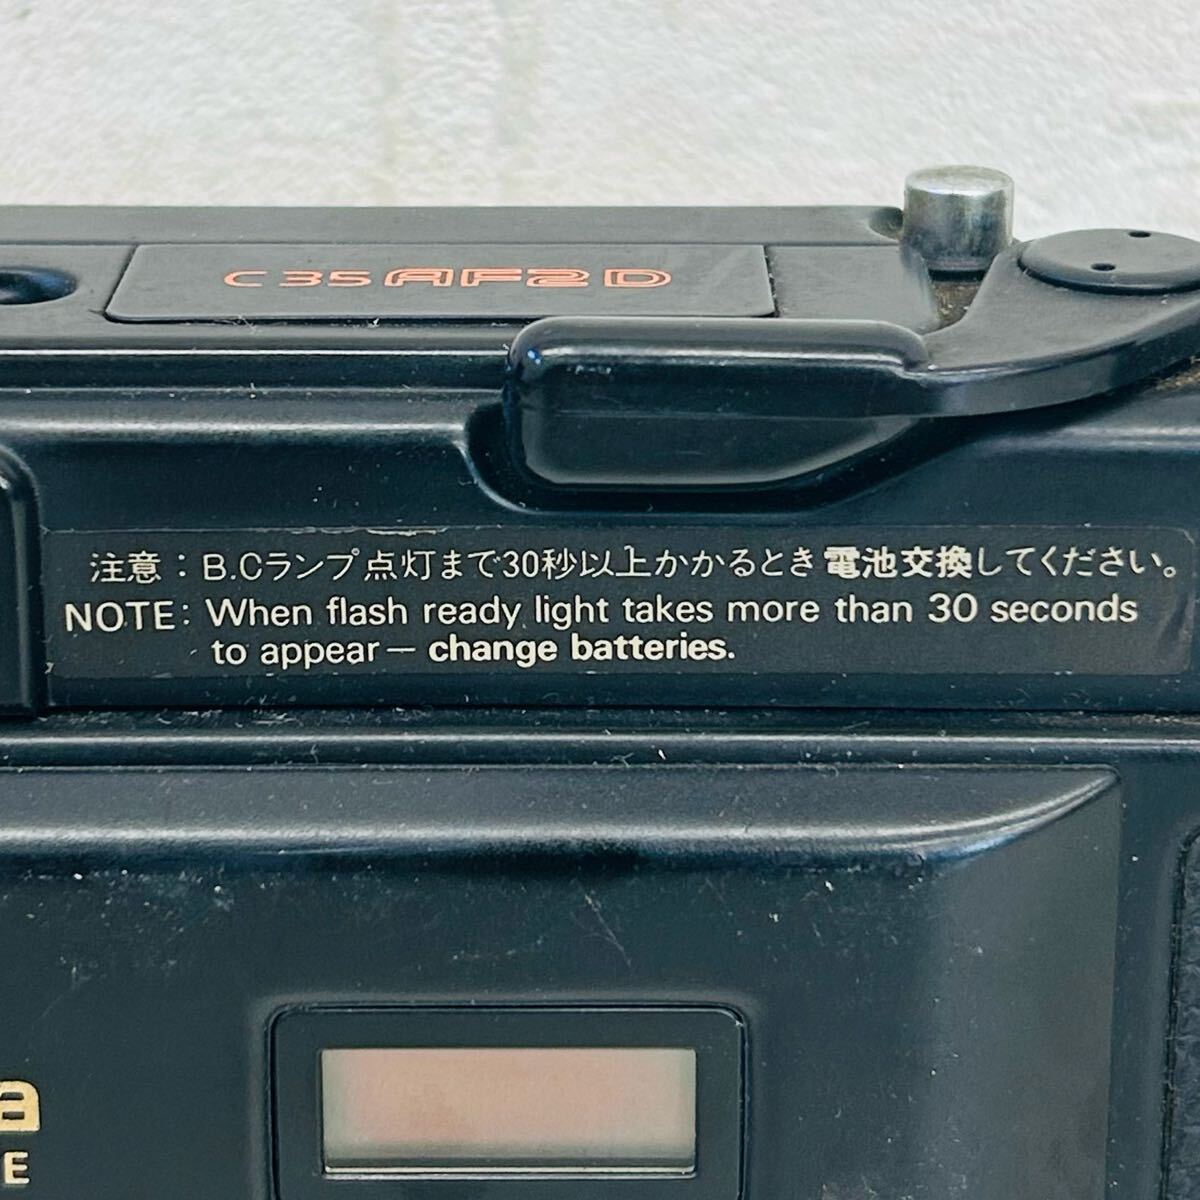 C35 AF2D
注意：B.Cランプ点灯まで30秒以上かかるとき電池交換してください。
NOTE: When flash ready light takes more than 30 seconds
to appear — change batteries.
a
E